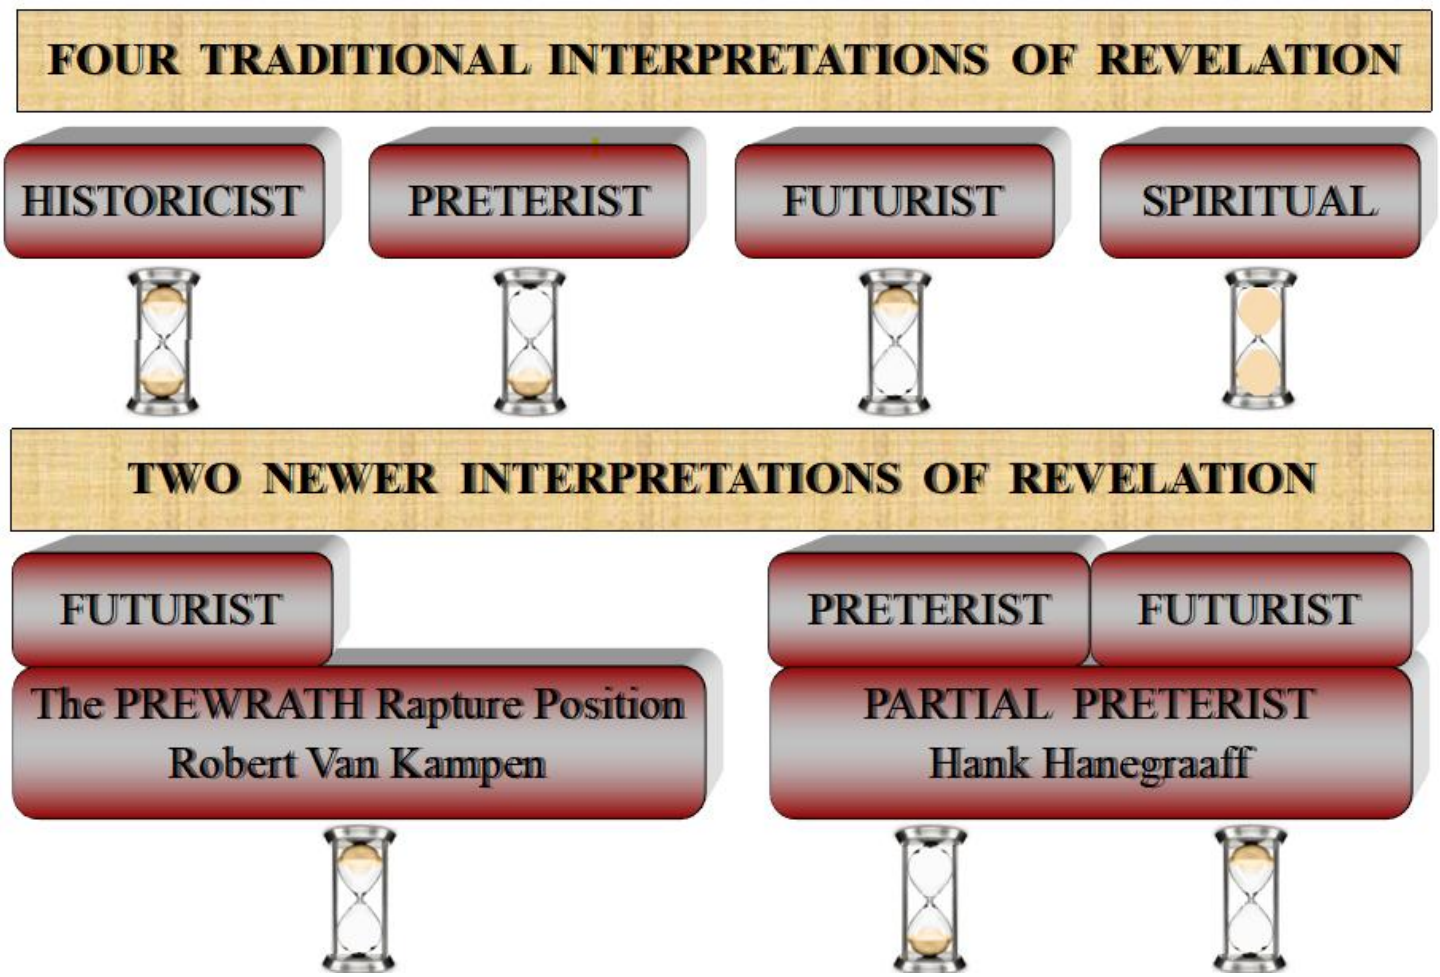 FOUR TRADITIONAL INTERPRETATIONS OF REVELATION
HISTORICIST
PRETERIST
FUTURIST
SPIRITUAL
TWO NEWER INTERPRETATIONS OF REVELATION
FUTURIST
The PREWRATH Rapture Position
Robert Van Kampen
PRETERIST
FUTURIST
PARTIAL PRETERIST
Hank Hanegraaff